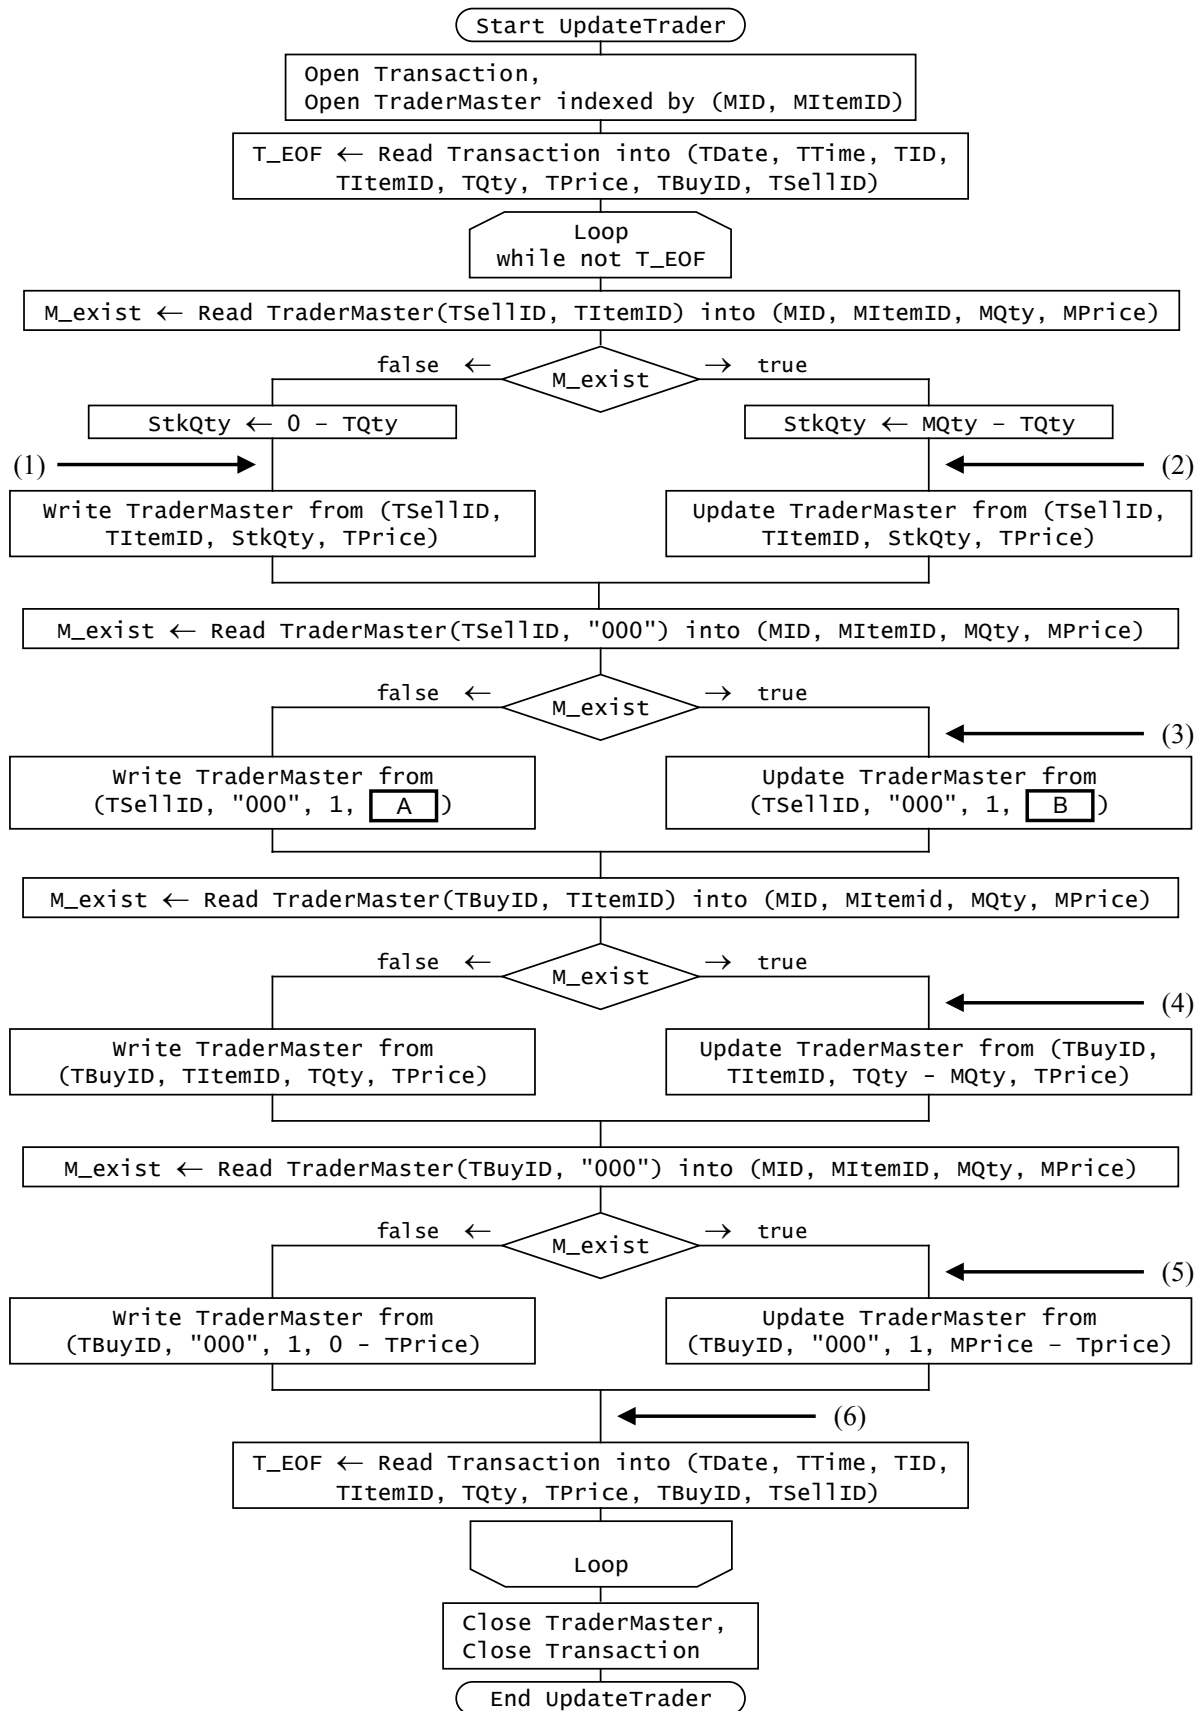 Start UpdateTrader
Open Transaction,
Open TraderMaster indexed by (MID, MItemID)
T_EOF ← Read Transaction into (TDate, TTime, TID,
TItemID, TQty, TPrice, TBuyID, TSellID)
Loop
while not T_EOF
M_exist ← Read TraderMaster(TSellID, TItemID) into (MID, MItemID, MQty, MPrice)
false ← M_exist → true
StkQty ← 0 – TQty
StkQty ← MQty – TQty
(1)
(2)
Write TraderMaster from (TSellID,
TItemID, StkQty, TPrice)
Update TraderMaster from (TSellID,
TItemID, StkQty, TPrice)
M_exist ← Read TraderMaster(TSellID, "000") into (MID, MItemID, MQty, MPrice)
false ← M_exist → true
(3)
Write TraderMaster from
(TSellID, "000", 1, A )
Update TraderMaster from
(TSellID, "000", 1, B )
M_exist ← Read TraderMaster(TBuyID, TItemID) into (MID, MItemid, MQty, MPrice)
false ← M_exist → true
(4)
Write TraderMaster from
(TBuyID, TItemID, TQty, TPrice)
Update TraderMaster from (TBuyID,
TItemID, TQty - MQty, TPrice)
M_exist ← Read TraderMaster(TBuyID, "000") into (MID, MItemID, MQty, MPrice)
false ← M_exist → true
(5)
Write TraderMaster from
(TBuyID, "000", 1, 0 - TPrice)
Update TraderMaster from
(TBuyID, "000", 1, MPrice – Tprice)
(6)
T_EOF ← Read Transaction into (TDate, TTime, TID,
TItemID, TQty, TPrice, TBuyID, TSellID)
Loop
Close TraderMaster,
Close Transaction
End UpdateTrader